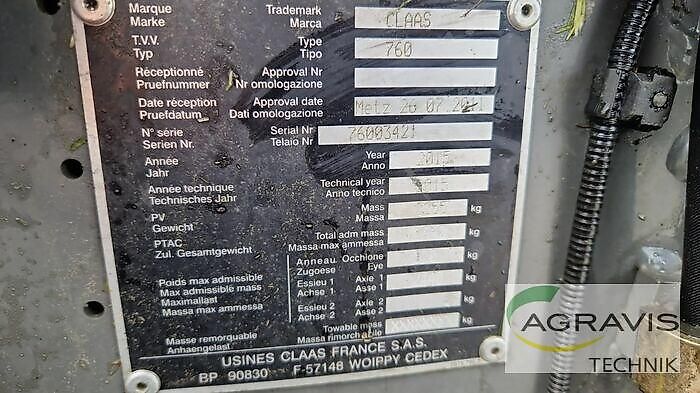 Marque Trademark CLAAS
Marke Marca
T.V.V. Type 760
Typ Tipo
Réceptionné Approval Nr
Pruefnummer Nr omologazione
Date réception Approval date Metz 26 07 20
Pruefdatum Dati omologazione
N° série Serial Nr 76003421
Serien Nr. Telaio Nr
Année Year 2015
Jahr Anno
Année technique Technical year
Technisches Jahr Anno tecnico
PV Mass kg
Gewicht Massa
PTAC Total adm mass kg
Zul. Gesamtgewicht Massa max ammessa
Anneau Occhione kg
Zugoese Eye
Poids max admissible Essieu 1 Axle 1 kg
Max admissible mass Achse 1 Asse 1
Maximallast Essieu 2 Axle 2 kg
Massa max ammessa Achse 2 Asse 2
Masse remorquable Towable mass kg
Anhaengelast Massa rimorchiabile
USINES CLAAS FRANCE S.A.S.
BP 90830 F-57146 WOIPPY CEDEX
AGRAVIS
TECHNIK